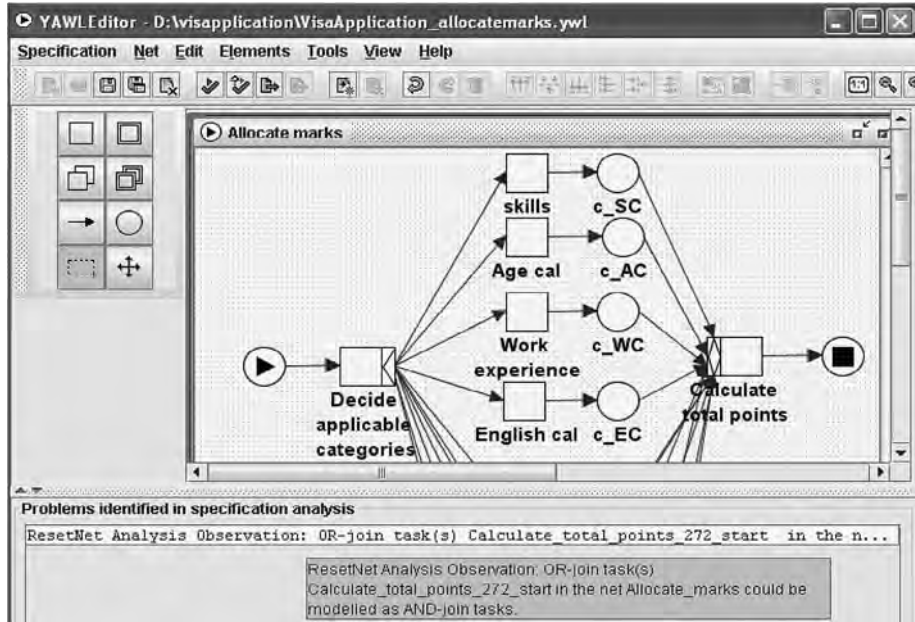 YAWLEditor - D:\visapplication\VisaApplication_allocatemarks.ywl
Specification Net Edit Elements Tools View Help
1:1
Allocate marks
skills
c_SC
Age cal
c_AC
Work
experience
c_WC
Decide
applicable
categories
Calculate
total points
English cal
c_EC
Problems identified in specification analysis
ResetNet Analysis Observation: OR-join task(s) Calculate_total_points_272_start in the n...
ResetNet Analysis Observation: OR-join task(s)
Calculate_total_points_272_start in the net Allocate_marks could be
modelled as AND-join tasks.